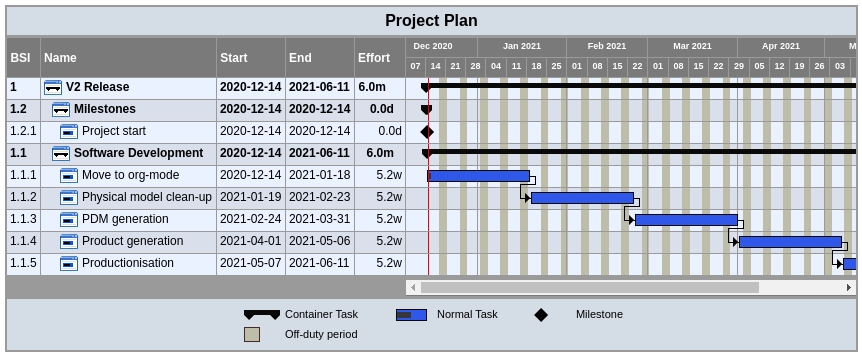 Project Plan
BSI Name Start End Effort Dec 2020 Jan 2021 Feb 2021 Mar 2021 Apr 2021 M
07 14 21 28 04 11 18 25 01 08 15 22 01 08 15 22 29 05 12 19 26 03
1 V2 Release 2020-12-14 2021-06-11 6.0m
1.2 Milestones 2020-12-14 2020-12-14 0.0d
1.2.1 Project start 2020-12-14 2020-12-14 0.0d
1.1 Software Development 2020-12-14 2021-06-11 6.0m
1.1.1 Move to org-mode 2020-12-14 2021-01-18 5.2w
1.1.2 Physical model clean-up 2021-01-19 2021-02-23 5.2w
1.1.3 PDM generation 2021-02-24 2021-03-31 5.2w
1.1.4 Product generation 2021-04-01 2021-05-06 5.2w
1.1.5 Productionisation 2021-05-07 2021-06-11 5.2w
Container Task Normal Task Milestone
Off-duty period